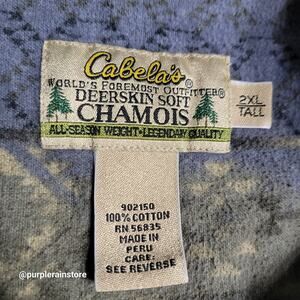 Cabela's®
WORLD'S FOREMOST OUTFITTER®
DEERSKIN SOFT
CHAMOIS
ALL-SEASON WEIGHT • LEGENDARY QUALITY
2XL
TALL
902150
100% COTTON
RN 56835
MADE IN
PERU
CARE:
SEE REVERSE
@purplerainstore